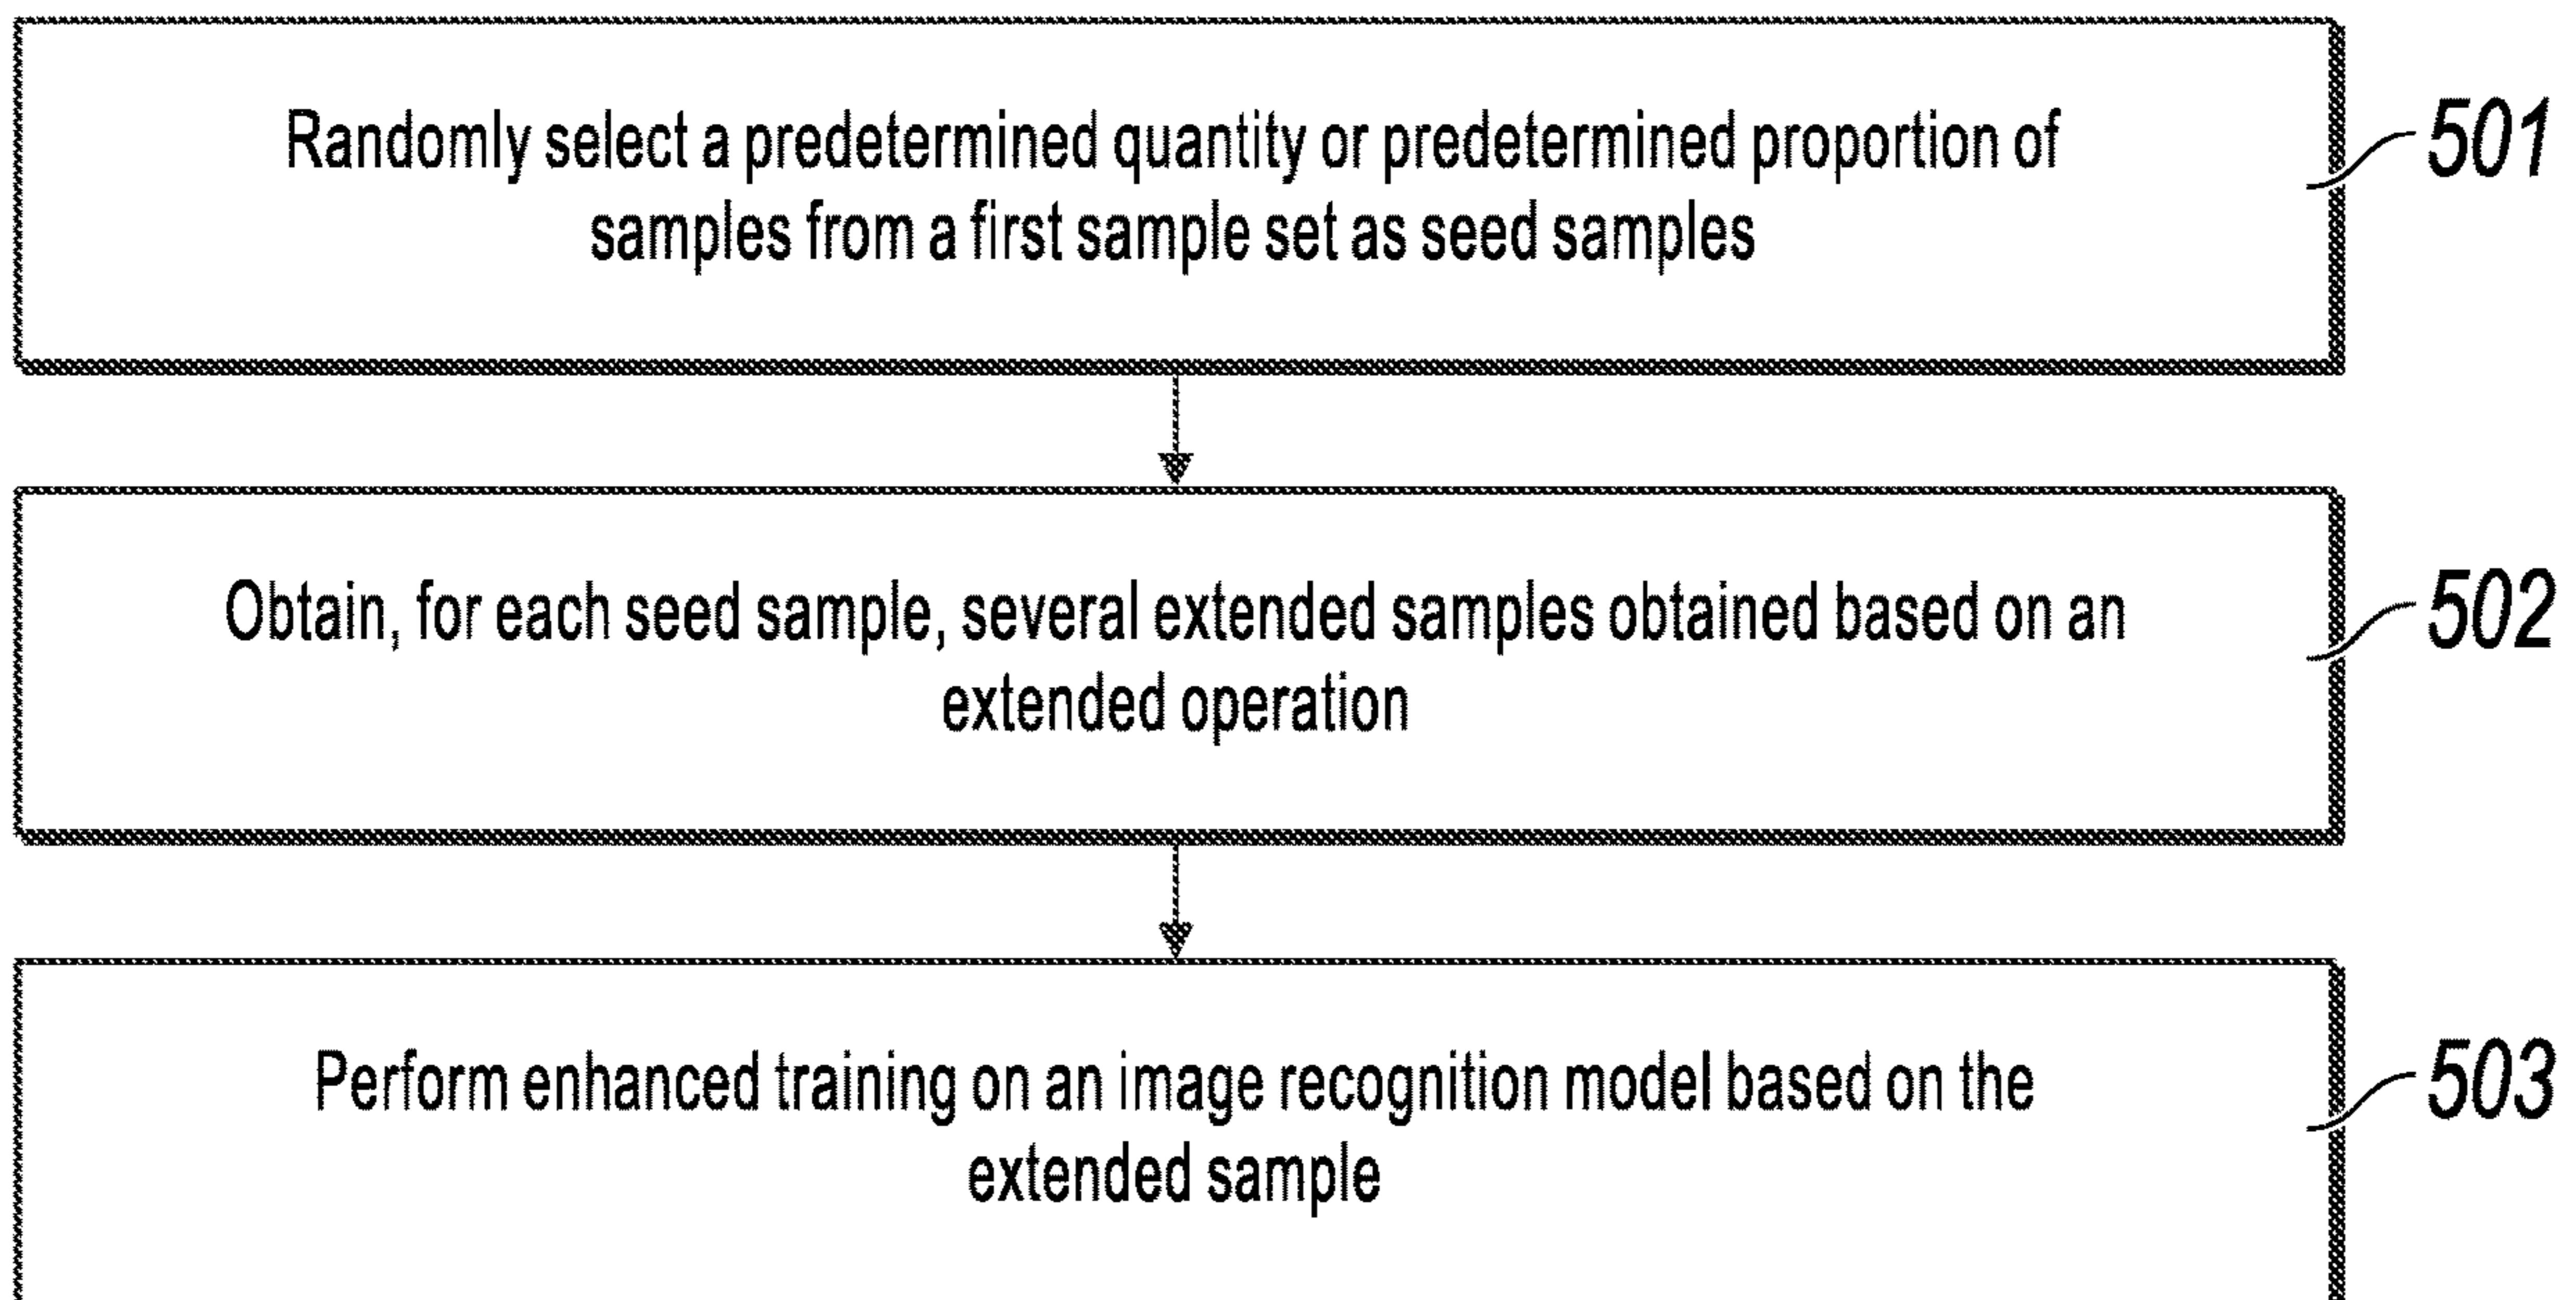 Randomly select a predetermined quantity or predetermined proportion of
samples from a first sample set as seed samples
501
Obtain, for each seed sample, several extended samples obtained based on an
extended operation
502
Perform enhanced training on an image recognition model based on the
extended sample
503